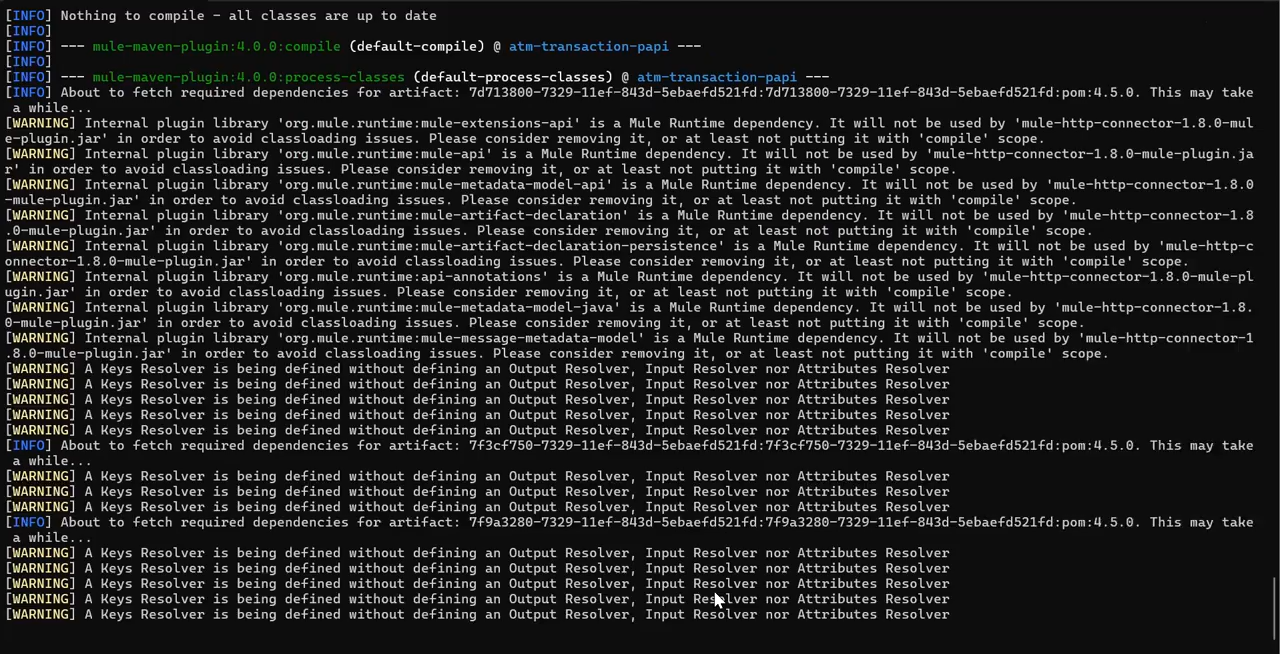 [INFO] Nothing to compile - all classes are up to date
[INFO]
[INFO] --- mule-maven-plugin:4.0.0:compile (default-compile) @ atm-transaction-papi ---
[INFO]
[INFO] --- mule-maven-plugin:4.0.0:process-classes (default-process-classes) @ atm-transaction-papi ---
[INFO] About to fetch required dependencies for artifact: 7d713800-7329-11ef-843d-5ebaefd521fd:7d713800-7329-11ef-843d-5ebaefd521fd:pom:4.5.0. This may take
a while...
[WARNING] Internal plugin library 'org.mule.runtime:mule-extensions-api' is a Mule Runtime dependency. It will not be used by 'mule-http-connector-1.8.0-mul
e-plugin.jar' in order to avoid classloading issues. Please consider removing it, or at least not putting it with 'compile' scope.
[WARNING] Internal plugin library 'org.mule.runtime:mule-api' is a Mule Runtime dependency. It will not be used by 'mule-http-connector-1.8.0-mule-plugin.ja
r' in order to avoid classloading issues. Please consider removing it, or at least not putting it with 'compile' scope.
[WARNING] Internal plugin library 'org.mule.runtime:mule-metadata-model-api' is a Mule Runtime dependency. It will not be used by 'mule-http-connector-1.8.0
-mule-plugin.jar' in order to avoid classloading issues. Please consider removing it, or at least not putting it with 'compile' scope.
[WARNING] Internal plugin library 'org.mule.runtime:mule-artifact-declaration' is a Mule Runtime dependency. It will not be used by 'mule-http-connector-1.8
.0-mule-plugin.jar' in order to avoid classloading issues. Please consider removing it, or at least not putting it with 'compile' scope.
[WARNING] Internal plugin library 'org.mule.runtime:mule-artifact-declaration-persistence' is a Mule Runtime dependency. It will not be used by 'mule-http-c
onnector-1.8.0-mule-plugin.jar' in order to avoid classloading issues. Please consider removing it, or at least not putting it with 'compile' scope.
[WARNING] Internal plugin library 'org.mule.runtime:api-annotations' is a Mule Runtime dependency. It will not be used by 'mule-http-connector-1.8.0-mule-pl
ugin.jar' in order to avoid classloading issues. Please consider removing it, or at least not putting it with 'compile' scope.
[WARNING] Internal plugin library 'org.mule.runtime:mule-metadata-model-java' is a Mule Runtime dependency. It will not be used by 'mule-http-connector-1.8.
0-mule-plugin.jar' in order to avoid classloading issues. Please consider removing it, or at least not putting it with 'compile' scope.
[WARNING] Internal plugin library 'org.mule.runtime:mule-message-metadata-model' is a Mule Runtime dependency. It will not be used by 'mule-http-connector-1
.8.0-mule-plugin.jar' in order to avoid classloading issues. Please consider removing it, or at least not putting it with 'compile' scope.
[WARNING] A Keys Resolver is being defined without defining an Output Resolver, Input Resolver nor Attributes Resolver
[WARNING] A Keys Resolver is being defined without defining an Output Resolver, Input Resolver nor Attributes Resolver
[WARNING] A Keys Resolver is being defined without defining an Output Resolver, Input Resolver nor Attributes Resolver
[WARNING] A Keys Resolver is being defined without defining an Output Resolver, Input Resolver nor Attributes Resolver
[WARNING] A Keys Resolver is being defined without defining an Output Resolver, Input Resolver nor Attributes Resolver
[INFO] About to fetch required dependencies for artifact: 7f3cf750-7329-11ef-843d-5ebaefd521fd:7f3cf750-7329-11ef-843d-5ebaefd521fd:pom:4.5.0. This may take
a while...
[WARNING] A Keys Resolver is being defined without defining an Output Resolver, Input Resolver nor Attributes Resolver
[WARNING] A Keys Resolver is being defined without defining an Output Resolver, Input Resolver nor Attributes Resolver
[WARNING] A Keys Resolver is being defined without defining an Output Resolver, Input Resolver nor Attributes Resolver
[INFO] About to fetch required dependencies for artifact: 7f9a3280-7329-11ef-843d-5ebaefd521fd:7f9a3280-7329-11ef-843d-5ebaefd521fd:pom:4.5.0. This may take
a while...
[WARNING] A Keys Resolver is being defined without defining an Output Resolver, Input Resolver nor Attributes Resolver
[WARNING] A Keys Resolver is being defined without defining an Output Resolver, Input Resolver nor Attributes Resolver
[WARNING] A Keys Resolver is being defined without defining an Output Resolver, Input Resolver nor Attributes Resolver
[WARNING] A Keys Resolver is being defined without defining an Output Resolver, Input Resolver nor Attributes Resolver
[WARNING] A Keys Resolver is being defined without defining an Output Resolver, Input Resolver nor Attributes Resolver